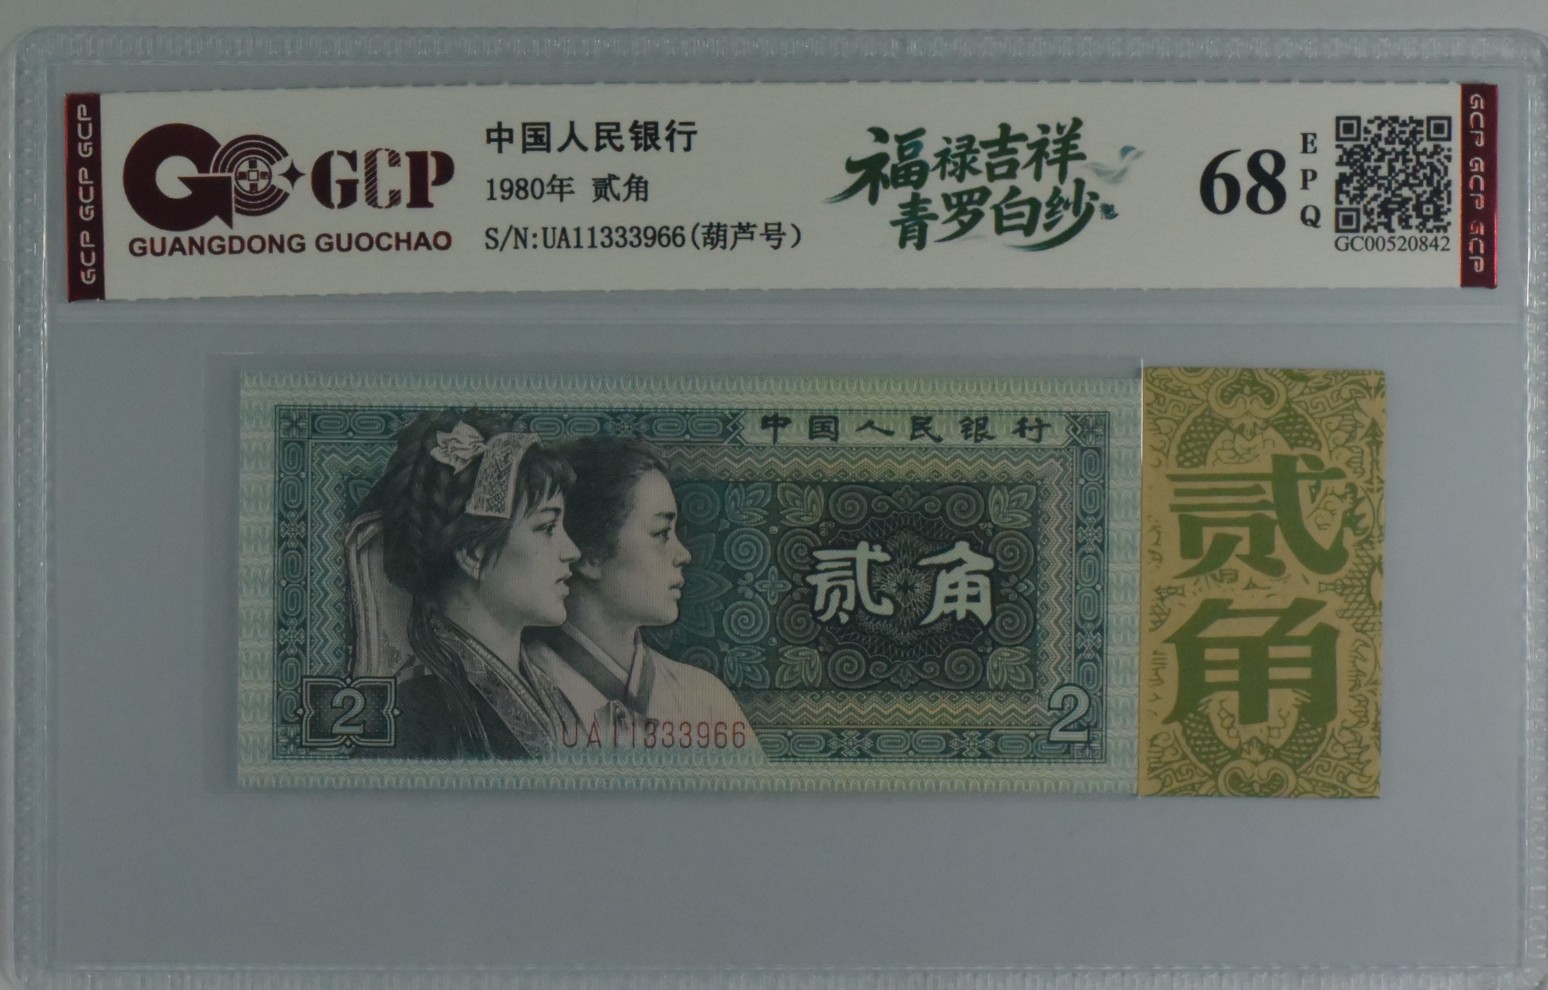 GCP GCP GCP
GCP
GUANGDONG GUOCHAO
中国人民银行
1980年 贰角
S/N:UA11333966(葫芦号)
福禄吉祥
青罗白纱
68
EPQ
GC00520842
GCP GCP GCP
中国人民银行
贰角
2
UA11333966
2
贰角